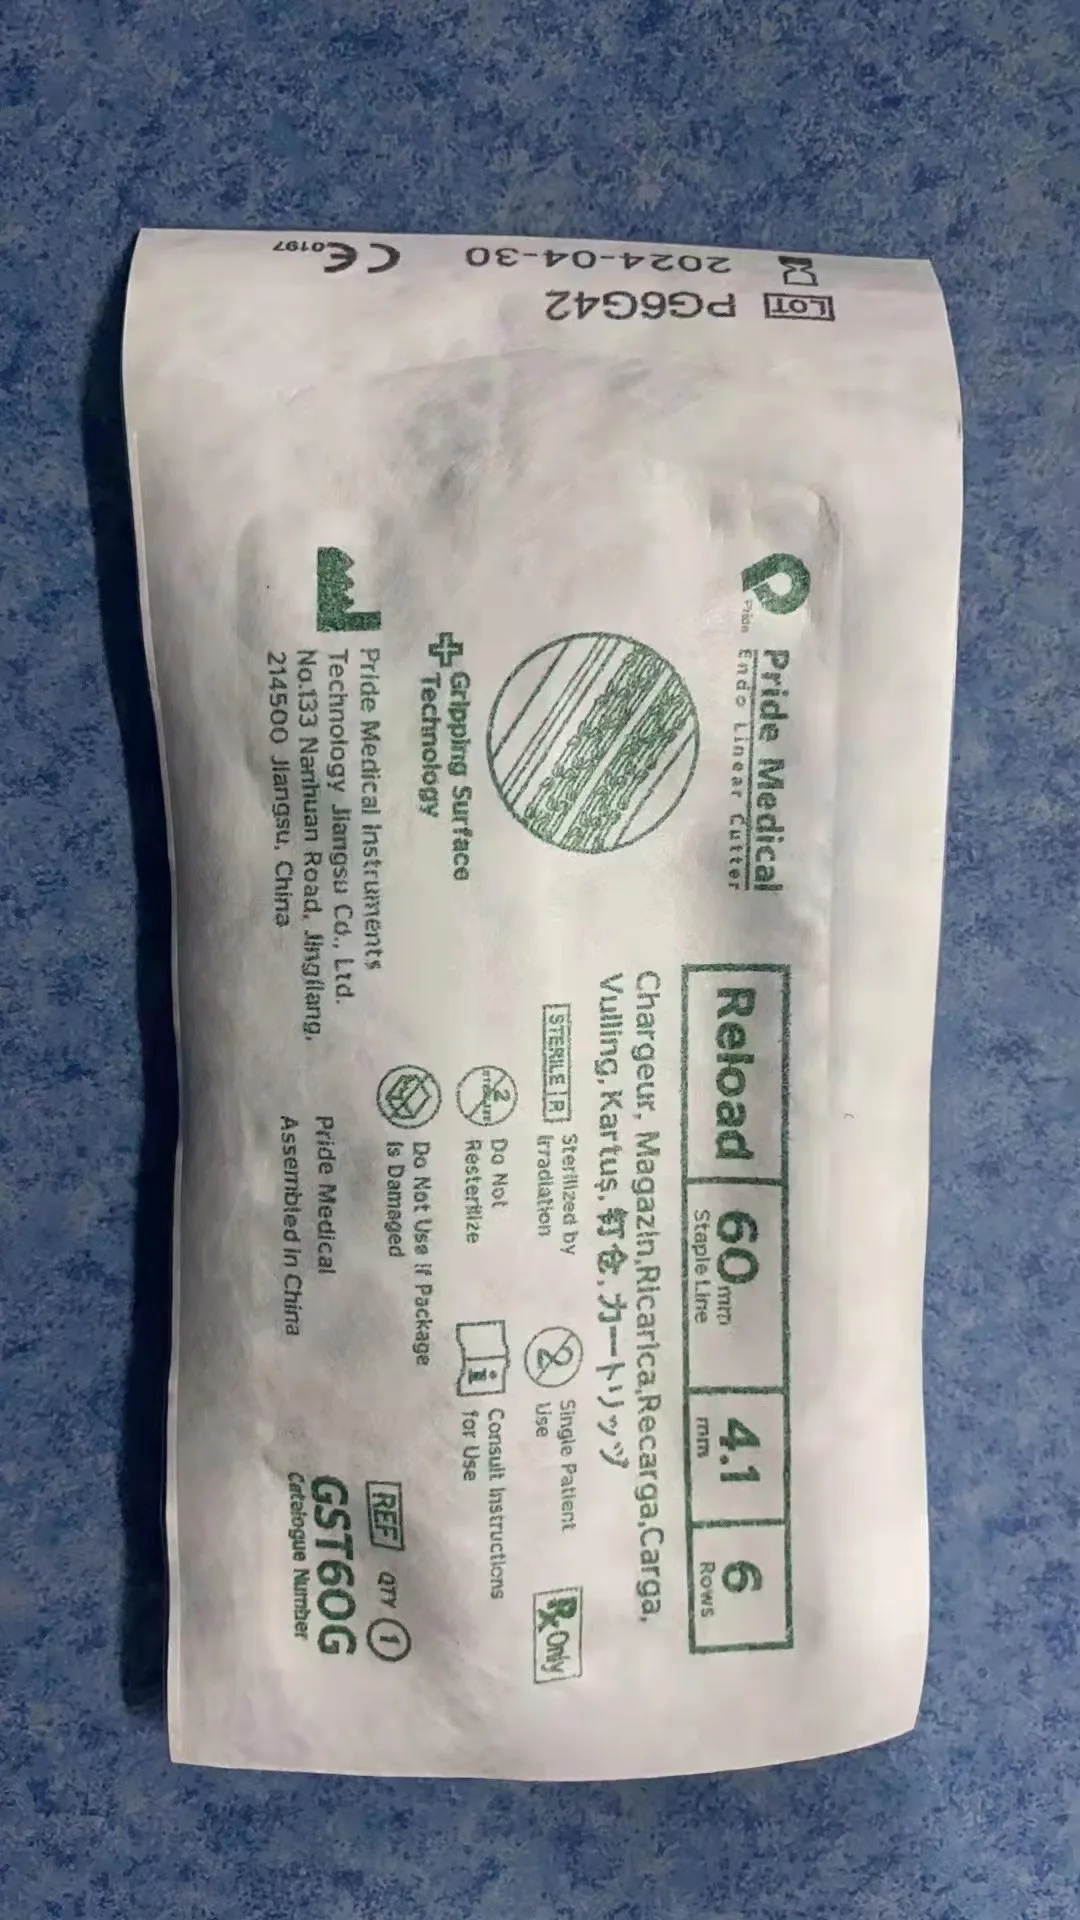 Pride Medical
Prion Endo Linear Cutter
Reload 60 mm 4.1 6
Staple Line mm Rows
Chargeur, Magazin,Ricarica,Recarga,Carga,
Vulling, Kartuş, 钉仓, カートリッヅ
STERILE R Sterilized by
Irradiation
Single Patient
Use
Rx Only
2
Do Not
Resterilize
Consult Instructions
for Use
Do Not Use if Package
Is Damaged
Gripping Surface
Technology
Pride Medical Instruments
Technology Jiangsu Co., Ltd.
No.133 Nanhuan Road, Jingjiang,
214500 Jiangsu, China
Pride Medical
Assembled in China
REF QTY 1
GST60G
Catalogue Number
LOT PG6G42
2024-04-30
CE0197